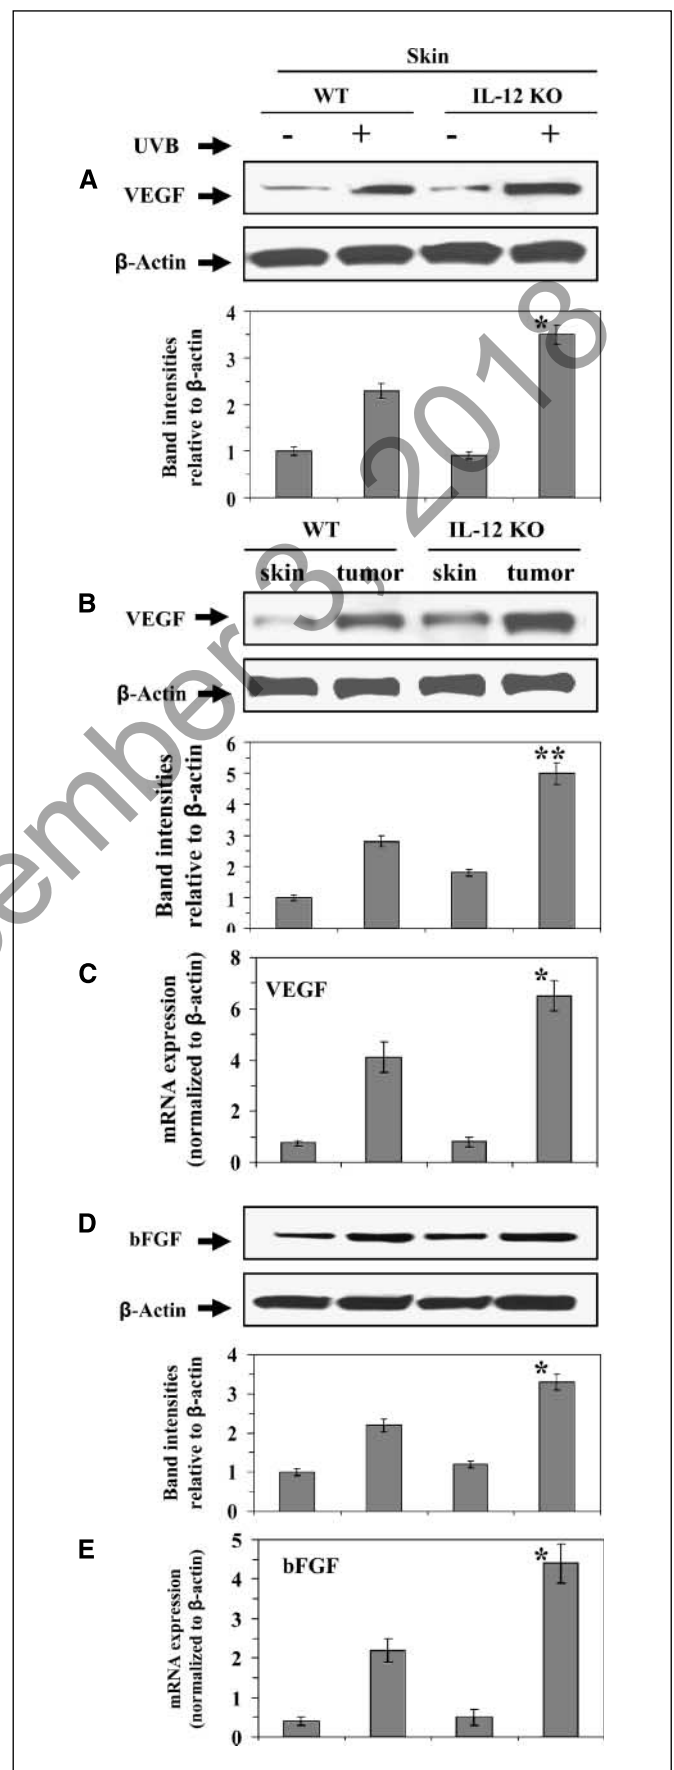 Skin
WT IL-12 KO
UVB - + - +
A
VEGF
β-Actin
Band intensities
relative to β-actin
4
3
2
1
0
*
WT IL-12 KO
skin tumor skin tumor
B
VEGF
β-Actin
Band intensities
relative to β-actin
6
5
4
3
2
1
0
**
C
mRNA expression
(normalized to β-actin)
8
6
4
2
0
VEGF
*
D
bFGF
β-Actin
Band intensities
relative to β-actin
4
3
2
1
0
*
E
mRNA expression
(normalized to β-actin)
5
4
3
2
1
0
bFGF
*
ember 3, 2018